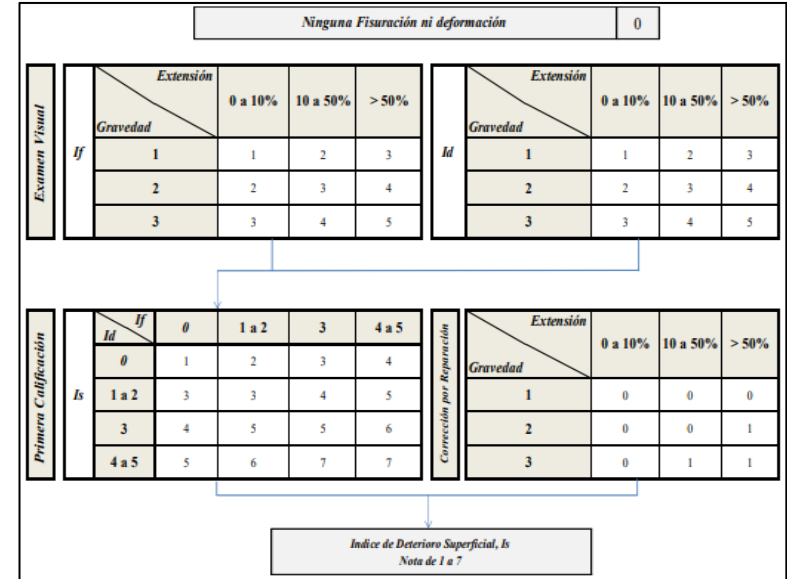 Ninguna Fisuración ni deformación 0
Examen Visual
If
Extensión
Gravedad
0 a 10% 10 a 50% > 50%
1 1 2 3
2 2 3 4
3 3 4 5
Id
Extensión
Gravedad
0 a 10% 10 a 50% > 50%
1 1 2 3
2 2 3 4
3 3 4 5
Primera Calificación
Is
If
Id
0 1 a 2 3 4 a 5
0 1 2 3 4
1 a 2 3 3 4 5
3 4 5 5 6
4 a 5 5 6 7 7
Corrección por Reparación
Extensión
Gravedad
0 a 10% 10 a 50% > 50%
1 0 0 0
2 0 0 1
3 0 1 1
Indice de Deterioro Superficial, Is
Nota de 1 a 7